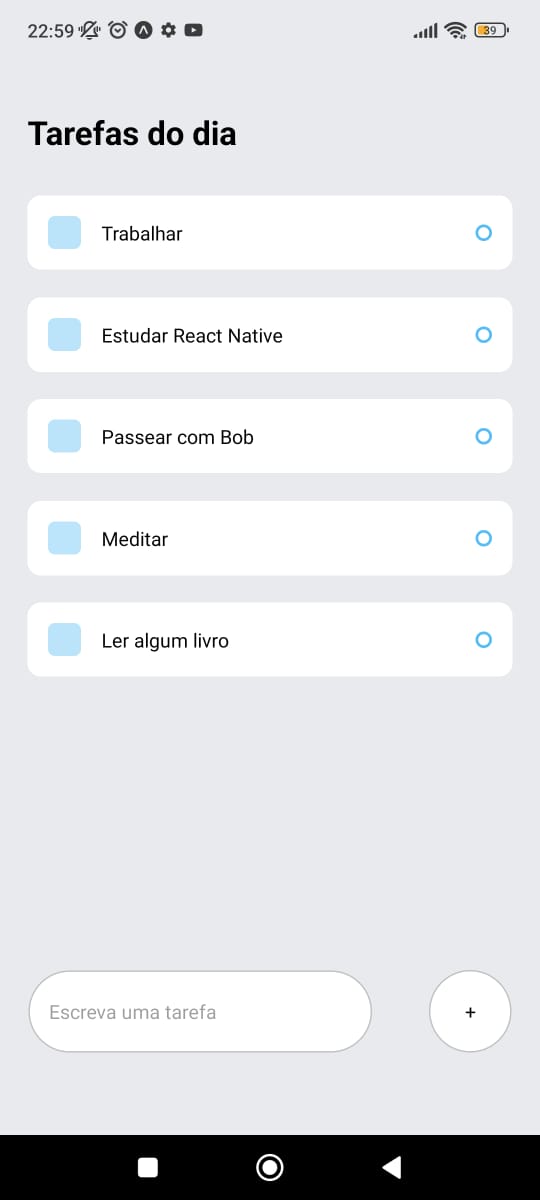 22:59
39
Tarefas do dia
Trabalhar
Estudar React Native
Passear com Bob
Meditar
Ler algum livro
Escreva uma tarefa
+